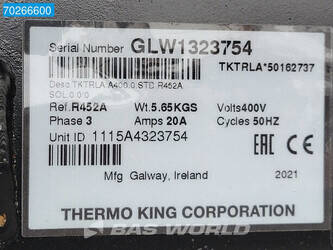 70266600
Serial Number GLW1323754
TKTRLA*50162737
Desc TKTRLA A400.0 STD R452A
SOL 0.0.0
Ref. R452A Wt. 5.65KGS Volts 400V
Phase 3 Amps 20A Cycles 50HZ
Unit ID 1115A4323754
EAC CE
Mfg Galway, Ireland 2021
THERMO KING CORPORATION
BAS WORLD